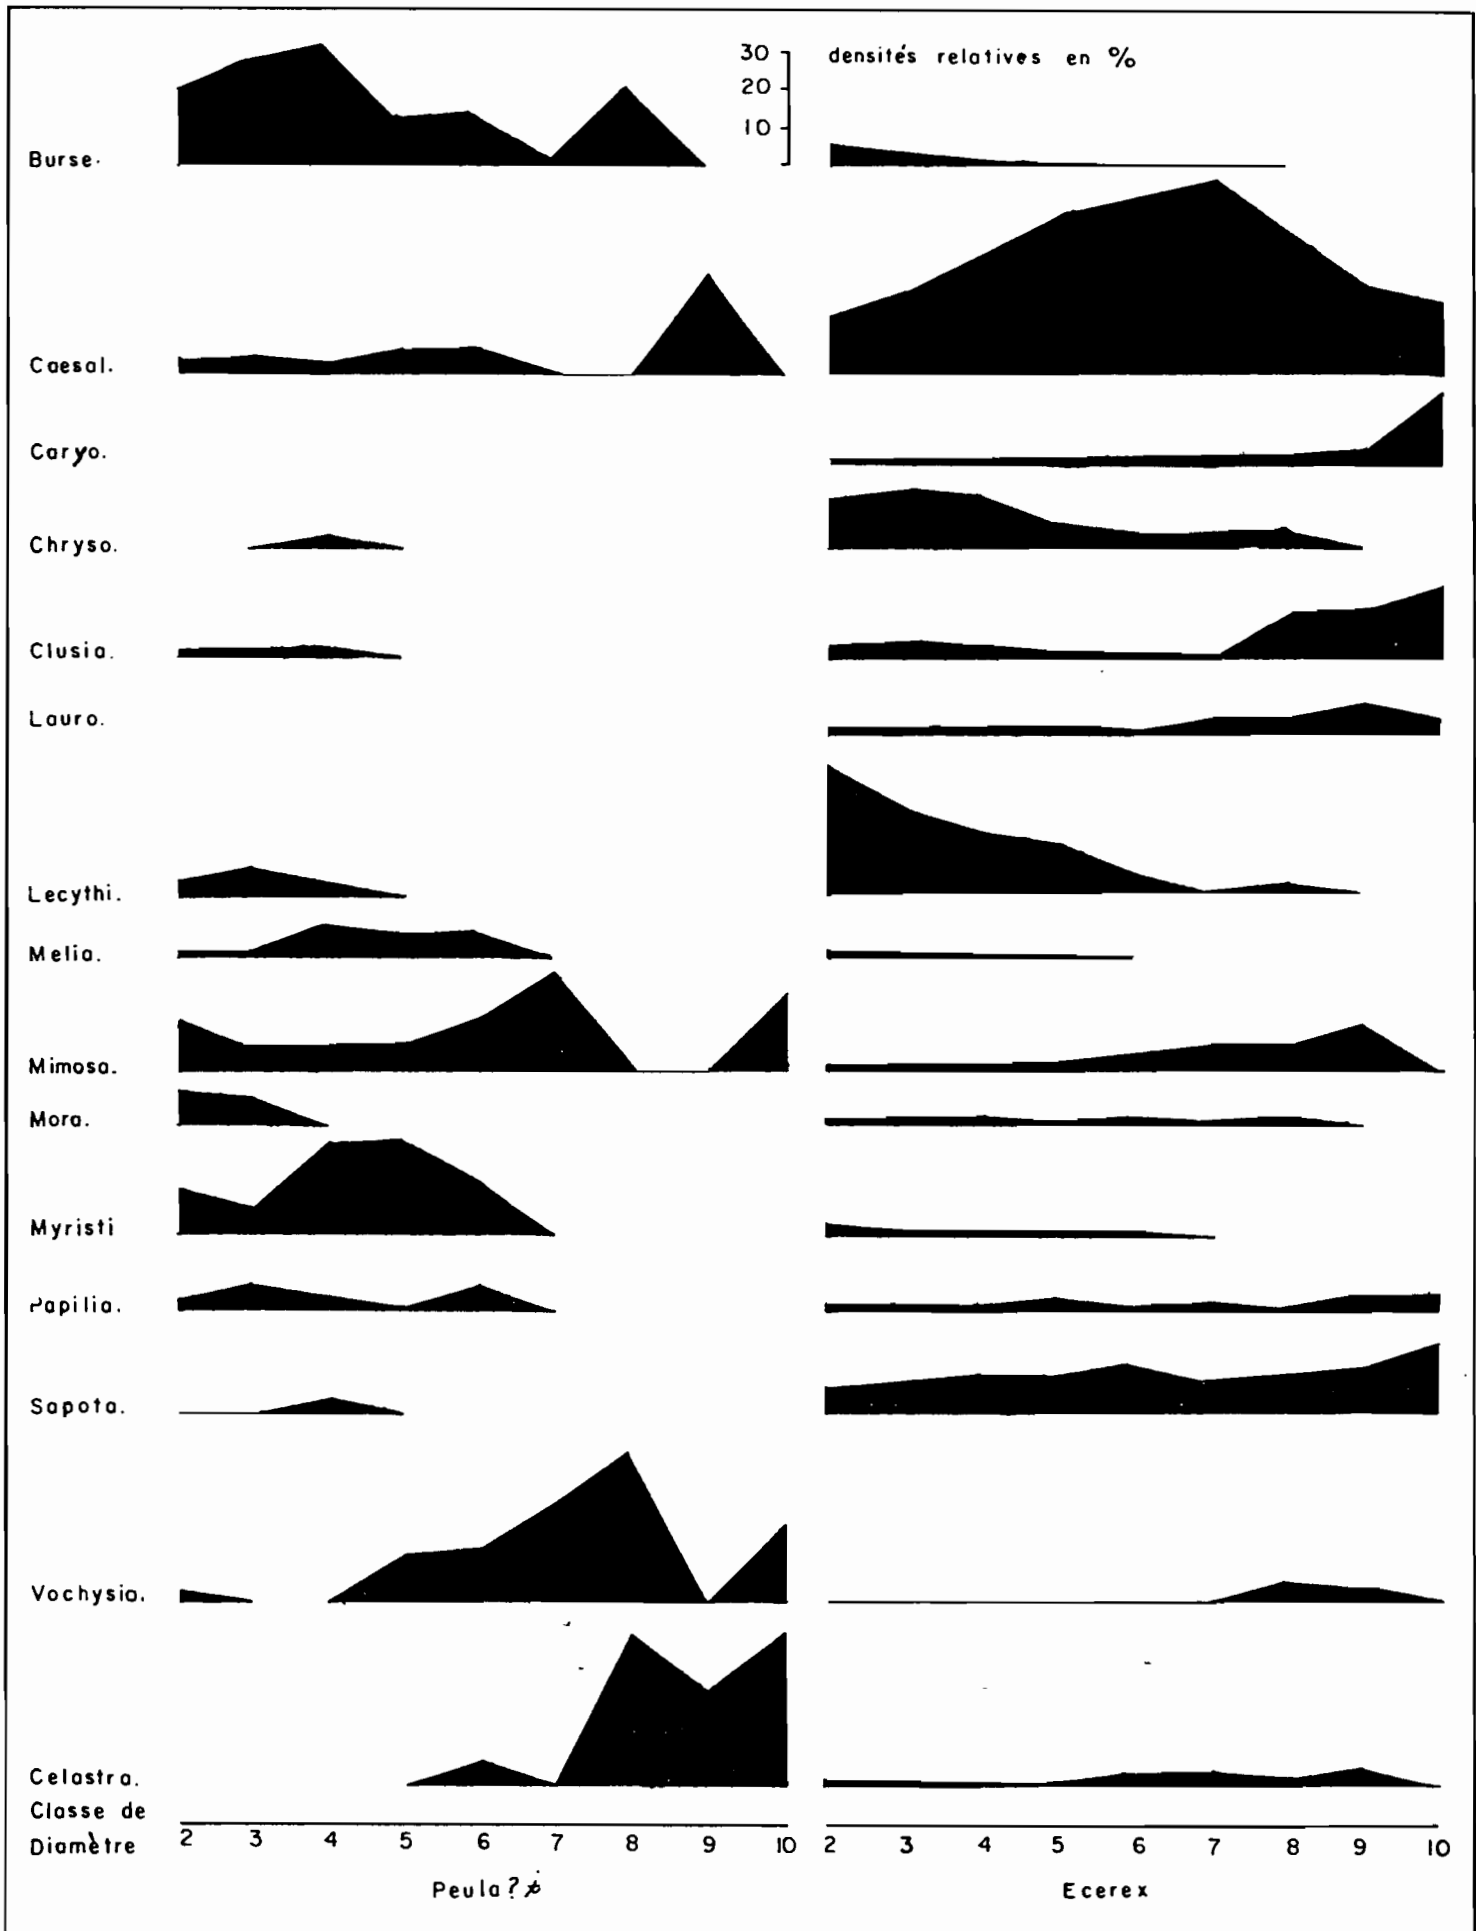 30 densités relatives en %
20
10
Burse.
Caesal.
Caryo.
Chryso.
Clusia.
Lauro.
Lecythi.
Melia.
Mimosa.
Mora.
Myristi
Papilia.
Sapota.
Vochysia.
Celastra.
Classe de
Diamètre
2 3 4 5 6 7 8 9 10 2 3 4 5 6 7 8 9 10
Peula? Ecerex